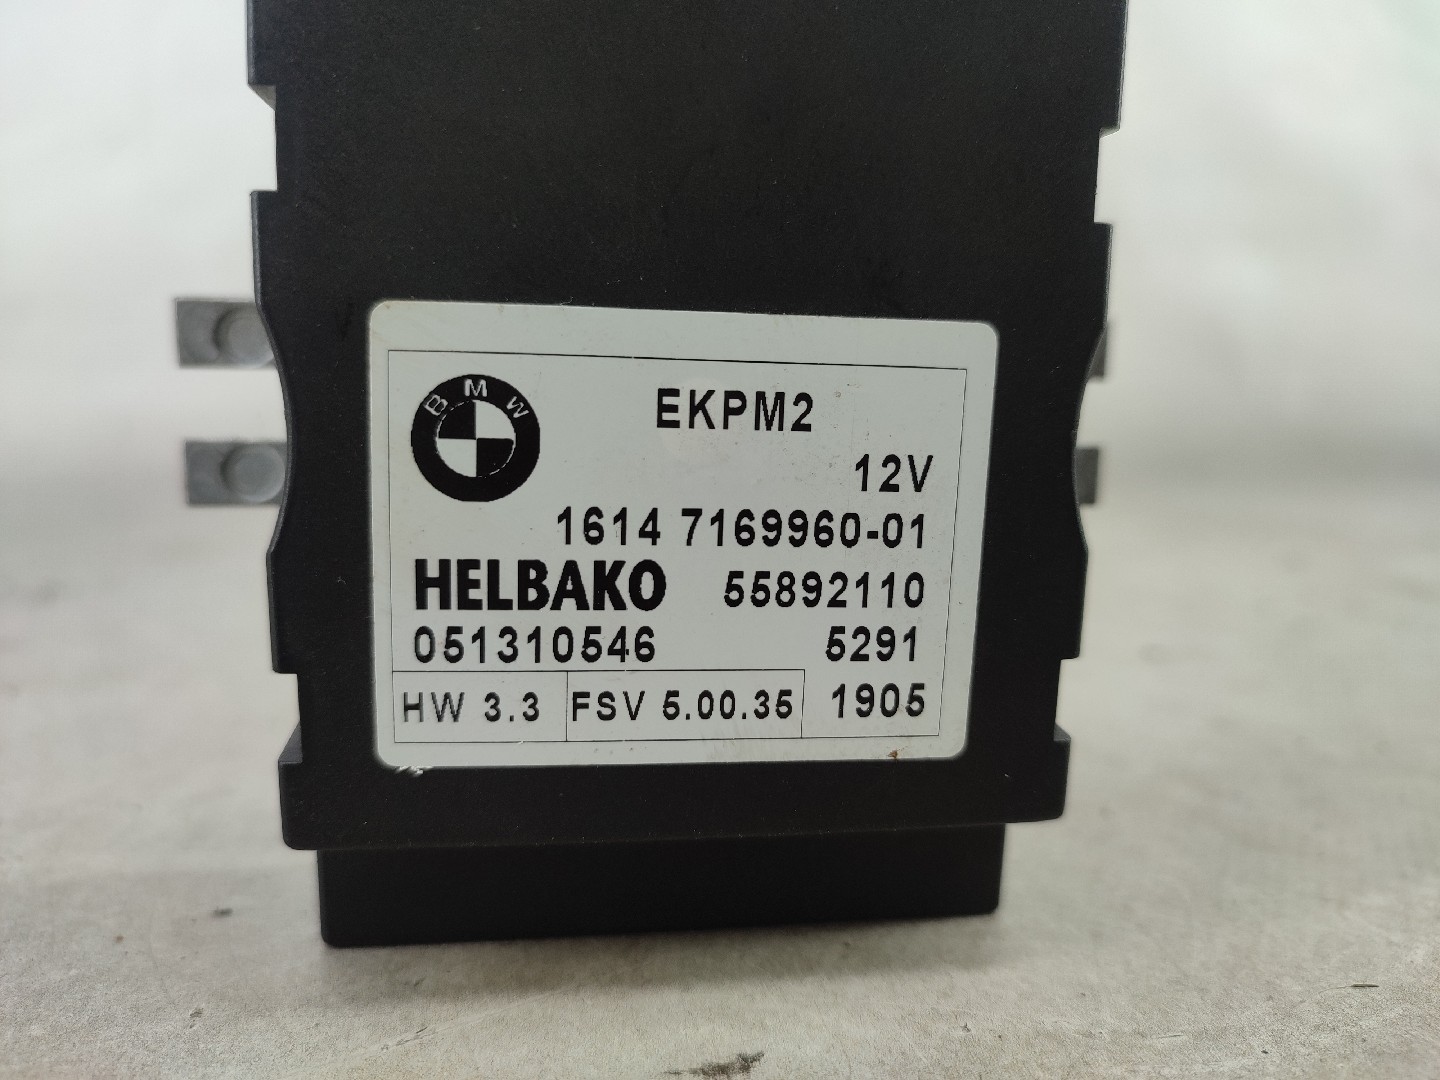 BMW
EKPM2
12V
1614 7169960-01
HELBAKO 55892110
051310546 5291
HW 3.3 FSV 5.00.35 1905